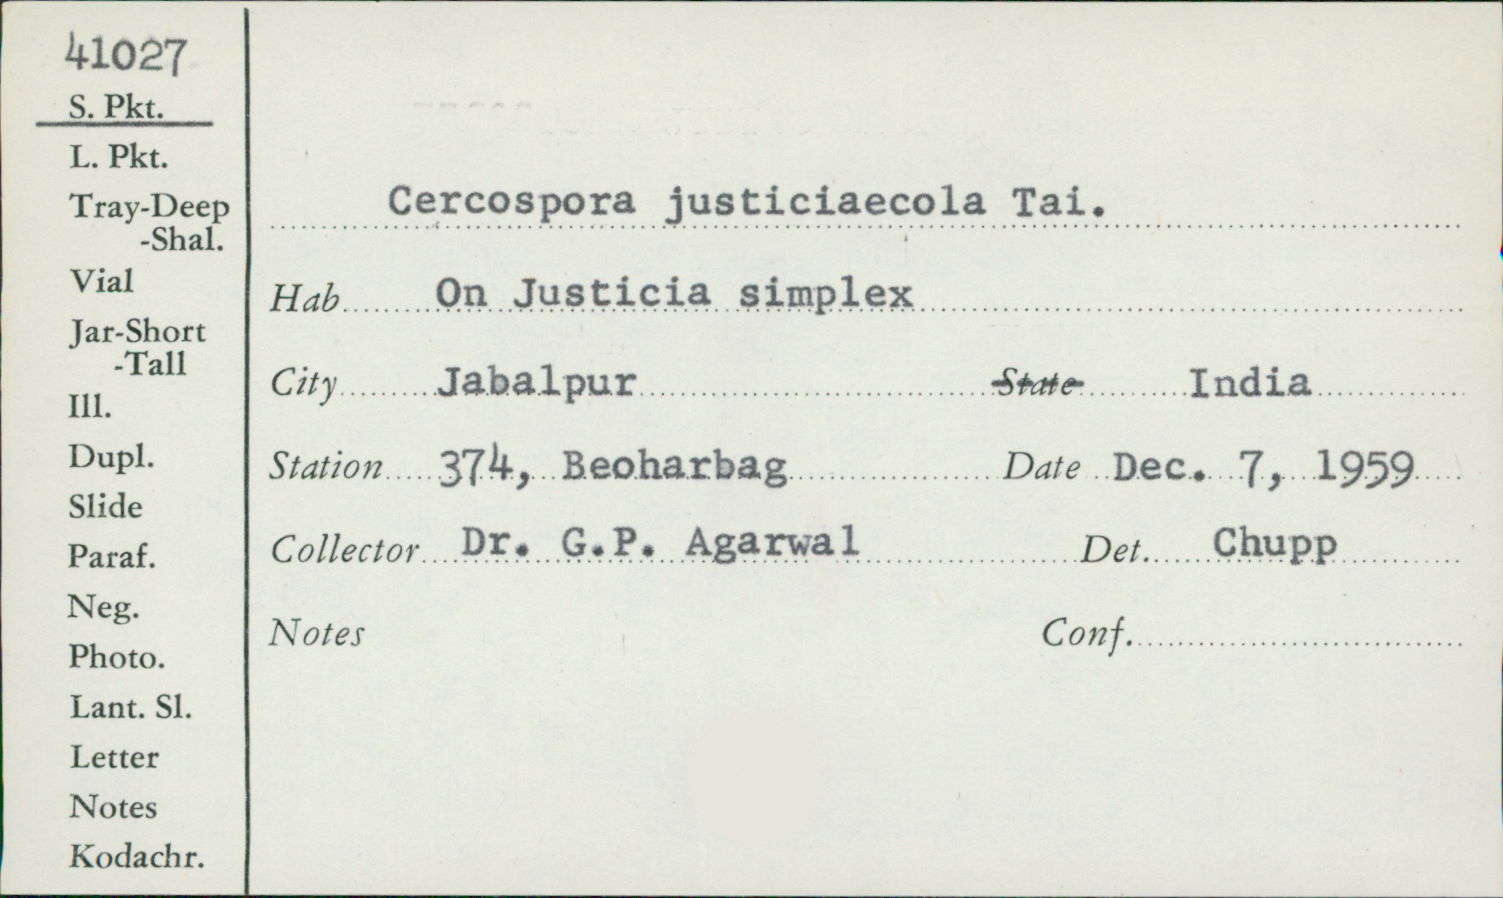 41027
S. Pkt.
L. Pkt.
Tray-Deep
-Shal.
Vial
Jar-Short
-Tall
Ill.
Dupl.
Slide
Paraf.
Neg.
Photo.
Lant. Sl.
Letter
Notes
Kodachr.
Cercospora justiciaecola Tai.
Hab On Justicia simplex
City Jabalpur State India
Station 374, Beoharbag Date Dec. 7, 1959
Collector Dr. G.P. Agarwal Det. Chupp
Notes Conf.